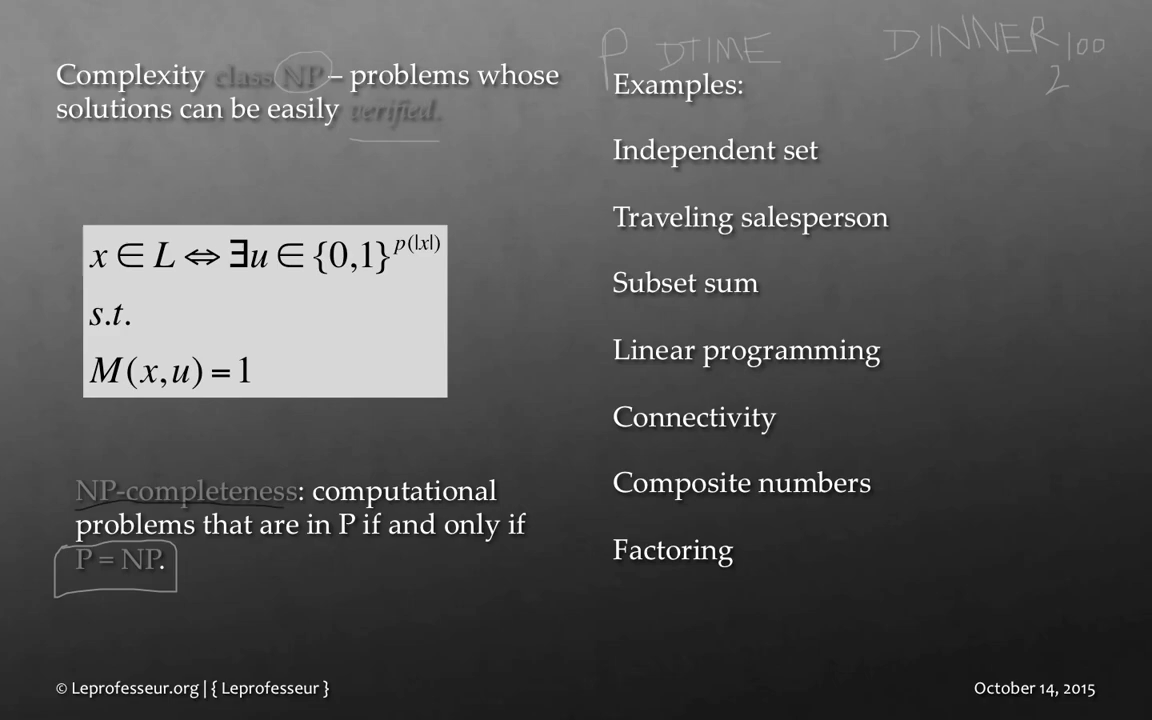 Complexity class NP – problems whose
solutions can be easily verified.
x ∈ L ⇔ ∃u ∈ {0,1}^p(|x|)
s.t.
M(x,u) = 1
NP-completeness: computational
problems that are in P if and only if
P = NP.
P DTIME
DINNER 100
2
Examples:
Independent set
Traveling salesperson
Subset sum
Linear programming
Connectivity
Composite numbers
Factoring
© Leprofesseur.org | { Leprofesseur }
October 14, 2015